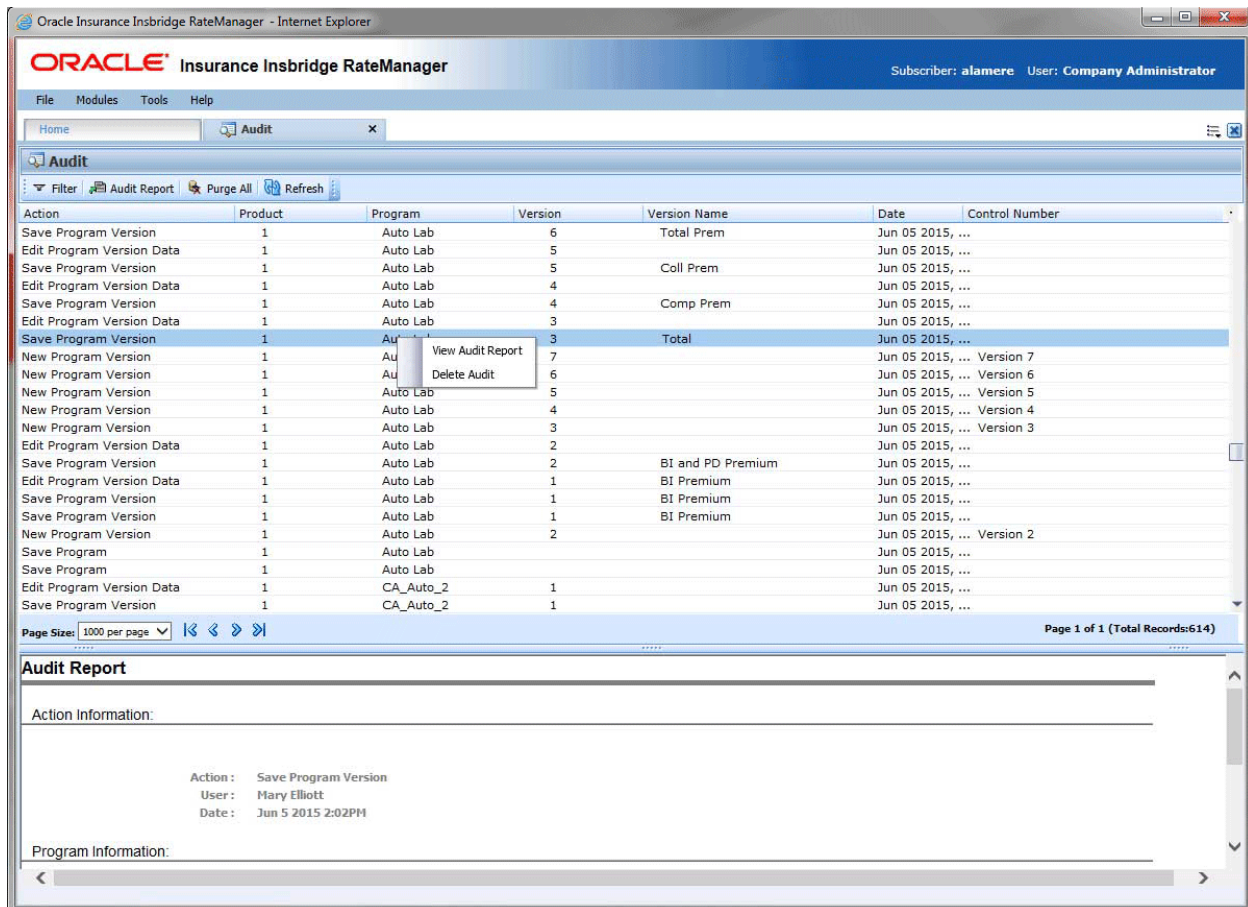 Oracle Insurance Insbridge RateManager - Internet Explorer
ORACLE Insurance Insbridge RateManager
Subscriber: alamere User: Company Administrator
File Modules Tools Help
Home Audit
Audit
Filter Audit Report Purge All Refresh
Action Product Program Version Version Name Date Control Number
Save Program Version 1 Auto Lab 6 Total Prem Jun 05 2015, ...
Edit Program Version Data 1 Auto Lab 5 Jun 05 2015, ...
Save Program Version 1 Auto Lab 5 Coll Prem Jun 05 2015, ...
Edit Program Version Data 1 Auto Lab 4 Jun 05 2015, ...
Save Program Version 1 Auto Lab 4 Comp Prem Jun 05 2015, ...
Edit Program Version Data 1 Auto Lab 3 Jun 05 2015, ...
Save Program Version 1 3 Total Jun 05 2015, ...
View Audit Report
New Program Version 1 Au 7 Jun 05 2015, ... Version 7
New Program Version 1 Au 6 Jun 05 2015, ... Version 6
Delete Audit
New Program Version 1 Auto Lab 5 Jun 05 2015, ... Version 5
New Program Version 1 Auto Lab 4 Jun 05 2015, ... Version 4
New Program Version 1 Auto Lab 3 Jun 05 2015, ... Version 3
Edit Program Version Data 1 Auto Lab 2 Jun 05 2015, ...
Save Program Version 1 Auto Lab 2 BI and PD Premium Jun 05 2015, ...
Edit Program Version Data 1 Auto Lab 1 BI Premium Jun 05 2015, ...
Save Program Version 1 Auto Lab 1 BI Premium Jun 05 2015, ...
Save Program Version 1 Auto Lab 1 BI Premium Jun 05 2015, ...
New Program Version 1 Auto Lab 2 Jun 05 2015, ... Version 2
Save Program 1 Auto Lab Jun 05 2015, ...
Save Program 1 Auto Lab Jun 05 2015, ...
Edit Program Version Data 1 CA_Auto_2 1 Jun 05 2015, ...
Save Program Version 1 CA_Auto_2 1 Jun 05 2015, ...
Page Size: 1000 per page Page 1 of 1 (Total Records:614)
Audit Report
Action Information:
Action : Save Program Version
User : Mary Elliott
Date : Jun 5 2015 2:02PM
Program Information: